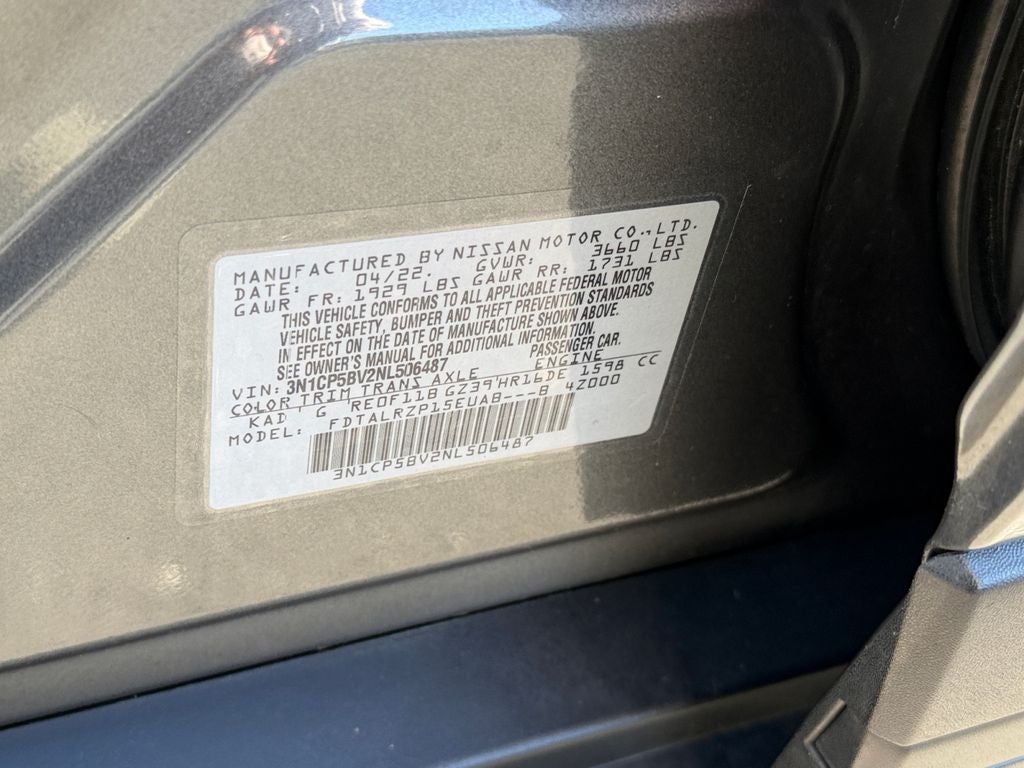 MANUFACTURED BY NISSAN MOTOR CO.,LTD.
DATE: 04/22. GVWR: 3660 LBS
GAWR FR: 1929 LBS GAWR RR: 1731 LBS
THIS VEHICLE CONFORMS TO ALL APPLICABLE FEDERAL MOTOR
VEHICLE SAFETY, BUMPER AND THEFT PREVENTION STANDARDS
IN EFFECT ON THE DATE OF MANUFACTURE SHOWN ABOVE.
SEE OWNER'S MANUAL FOR ADDITIONAL INFORMATION.
VIN: 3N1CP5BV2NL506487 PASSENGER CAR.
COLOR TRIM TRANS AXLE ENGINE
KAD G RE0F11B GZ39 HR16DE 1598 CC
MODEL: FDTALRZP15EUAB---B 4Z000
3N1CP5BV2NL506487